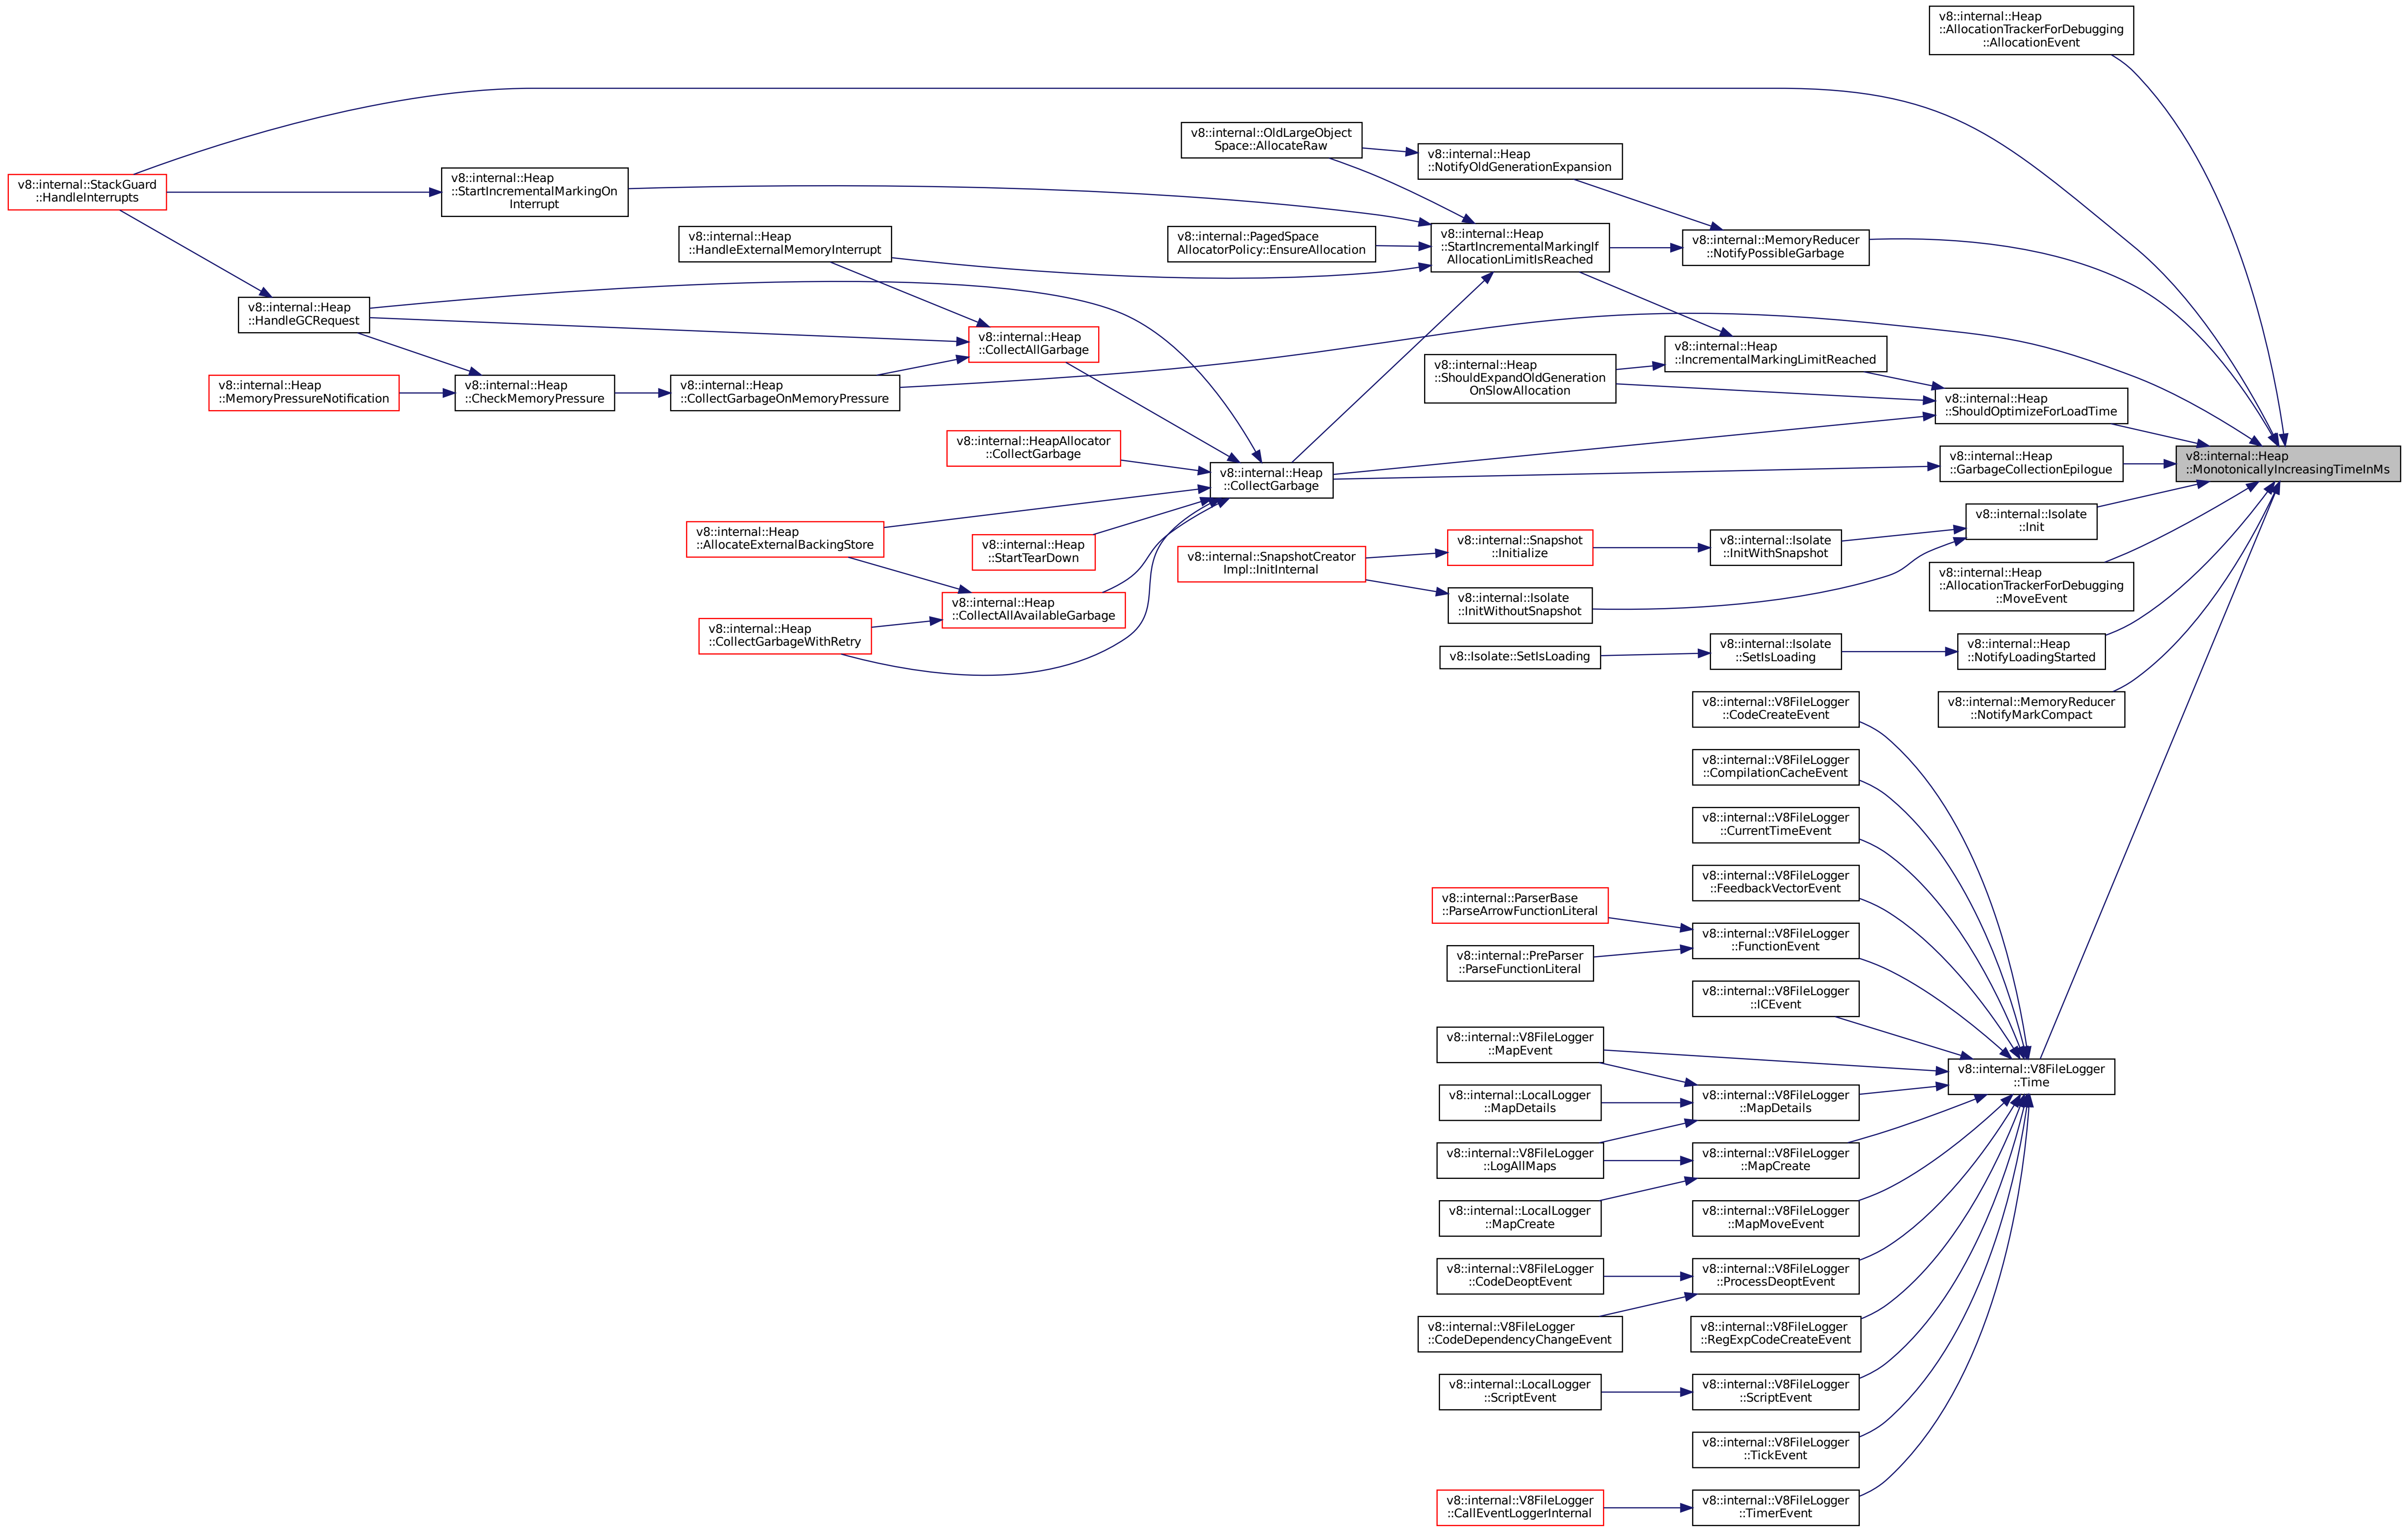 v8::internal::Heap
::AllocationTrackerForDebugging
::AllocationEvent
v8::internal::OldLargeObject
Space::AllocateRaw
v8::internal::Heap
::NotifyOldGenerationExpansion
v8::internal::StackGuard
::HandleInterrupts
v8::internal::Heap
::StartIncrementalMarkingOn
Interrupt
v8::internal::Heap
::HandleExternalMemoryInterrupt
v8::internal::PagedSpace
AllocatorPolicy::EnsureAllocation
v8::internal::Heap
::StartIncrementalMarkingIf
AllocationLimitIsReached
v8::internal::MemoryReducer
::NotifyPossibleGarbage
v8::internal::Heap
::HandleGCRequest
v8::internal::Heap
::CollectAllGarbage
v8::internal::Heap
::IncrementalMarkingLimitReached
v8::internal::Heap
::ShouldExpandOldGeneration
OnSlowAllocation
v8::internal::Heap
::MemoryPressureNotification
v8::internal::Heap
::CheckMemoryPressure
v8::internal::Heap
::CollectGarbageOnMemoryPressure
v8::internal::Heap
::ShouldOptimizeForLoadTime
v8::internal::HeapAllocator
::CollectGarbage
v8::internal::Heap
::CollectGarbage
v8::internal::Heap
::GarbageCollectionEpilogue
v8::internal::Heap
::MonotonicallyIncreasingTimeInMs
v8::internal::Heap
::AllocateExternalBackingStore
v8::internal::Heap
::StartTearDown
v8::internal::SnapshotCreator
Impl::InitInternal
v8::internal::Snapshot
::Initialize
v8::internal::Isolate
::InitWithSnapshot
v8::internal::Isolate
::Init
v8::internal::Heap
::AllocationTrackerForDebugging
::MoveEvent
v8::internal::Heap
::CollectAllAvailableGarbage
v8::internal::Isolate
::InitWithoutSnapshot
v8::internal::Heap
::CollectGarbageWithRetry
v8::Isolate::SetIsLoading
v8::internal::Isolate
::SetIsLoading
v8::internal::Heap
::NotifyLoadingStarted
v8::internal::V8FileLogger
::CodeCreateEvent
v8::internal::MemoryReducer
::NotifyMarkCompact
v8::internal::V8FileLogger
::CompilationCacheEvent
v8::internal::V8FileLogger
::CurrentTimeEvent
v8::internal::V8FileLogger
::FeedbackVectorEvent
v8::internal::ParserBase
::ParseArrowFunctionLiteral
v8::internal::V8FileLogger
::FunctionEvent
v8::internal::PreParser
::ParseFunctionLiteral
v8::internal::V8FileLogger
::ICEvent
v8::internal::V8FileLogger
::MapEvent
v8::internal::V8FileLogger
::Time
v8::internal::LocalLogger
::MapDetails
v8::internal::V8FileLogger
::MapDetails
v8::internal::V8FileLogger
::LogAllMaps
v8::internal::V8FileLogger
::MapCreate
v8::internal::LocalLogger
::MapCreate
v8::internal::V8FileLogger
::MapMoveEvent
v8::internal::V8FileLogger
::CodeDeoptEvent
v8::internal::V8FileLogger
::ProcessDeoptEvent
v8::internal::V8FileLogger
::CodeDependencyChangeEvent
v8::internal::V8FileLogger
::RegExpCodeCreateEvent
v8::internal::LocalLogger
::ScriptEvent
v8::internal::V8FileLogger
::ScriptEvent
v8::internal::V8FileLogger
::TickEvent
v8::internal::V8FileLogger
::CallEventLoggerInternal
v8::internal::V8FileLogger
::TimerEvent